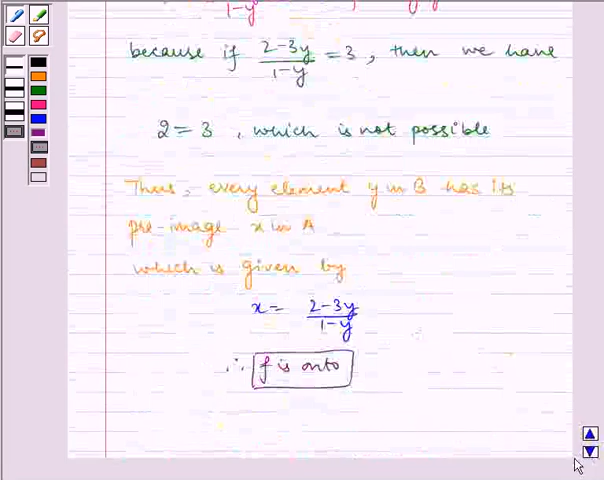 1-y
because if (2-3y)/(1-y) = 3, then we have
2 = 3, which is not possible
Thus, every element y in B has its
pre-image x in A
which is given by
x = (2-3y)/(1-y)
∴ f is onto